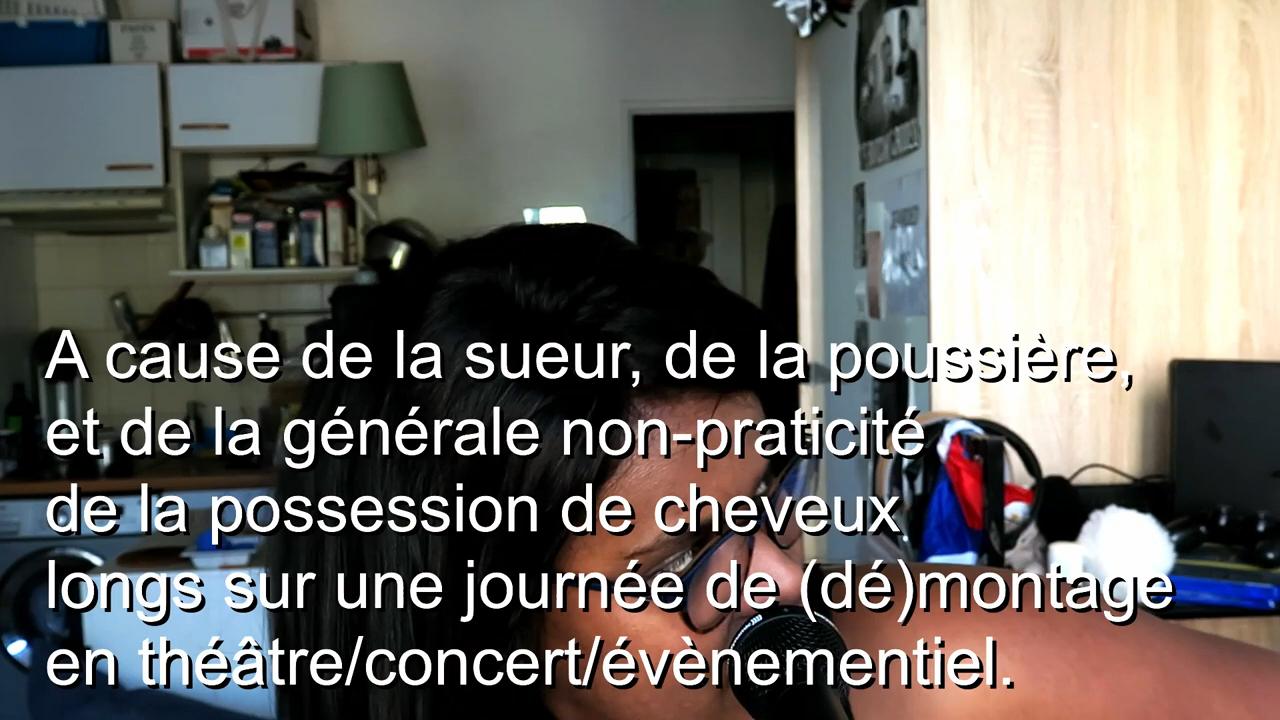 A cause de la sueur, de la poussière,
et de la générale non-praticité
de la possession de cheveux
longs sur une journée de (dé)montage
en théâtre/concert/évènementiel.